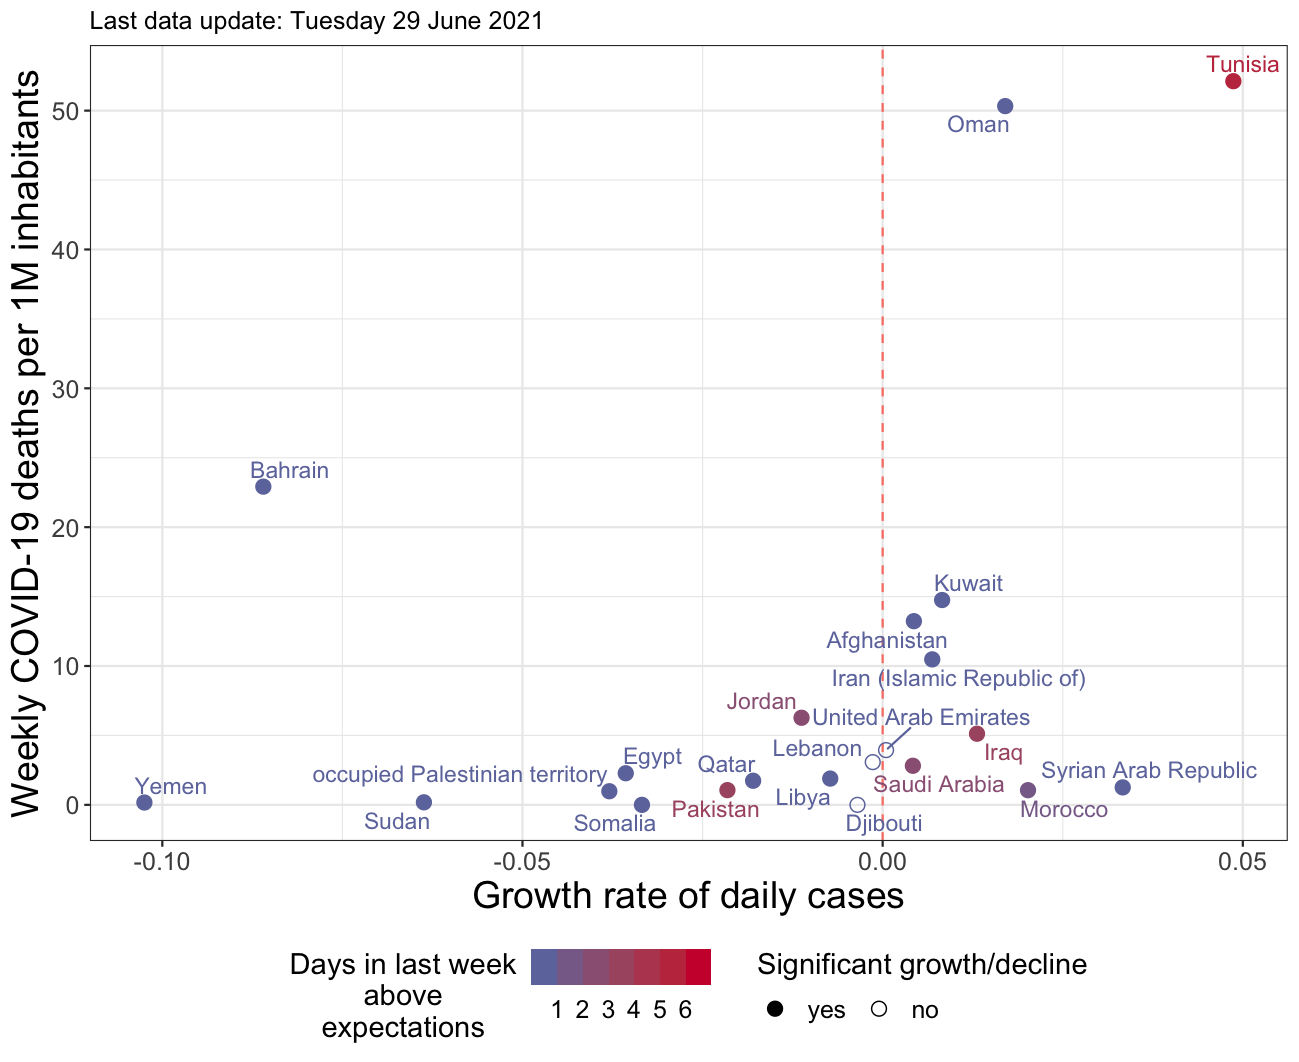 Last data update: Tuesday 29 June 2021
Weekly COVID-19 deaths per 1M inhabitants
50
40
30
20
10
0
Tunisia
Oman
Bahrain
Kuwait
Afghanistan
Iran (Islamic Republic of)
Jordan
United Arab Emirates
Lebanon
Iraq
Egypt
Qatar
occupied Palestinian territory
Syrian Arab Republic
Saudi Arabia
Yemen
Libya
Pakistan
Morocco
Sudan
Somalia
Djibouti
-0.10
-0.05
0.00
0.05
Growth rate of daily cases
Days in last week
above
expectations
1 2 3 4 5 6
Significant growth/decline
yes
no